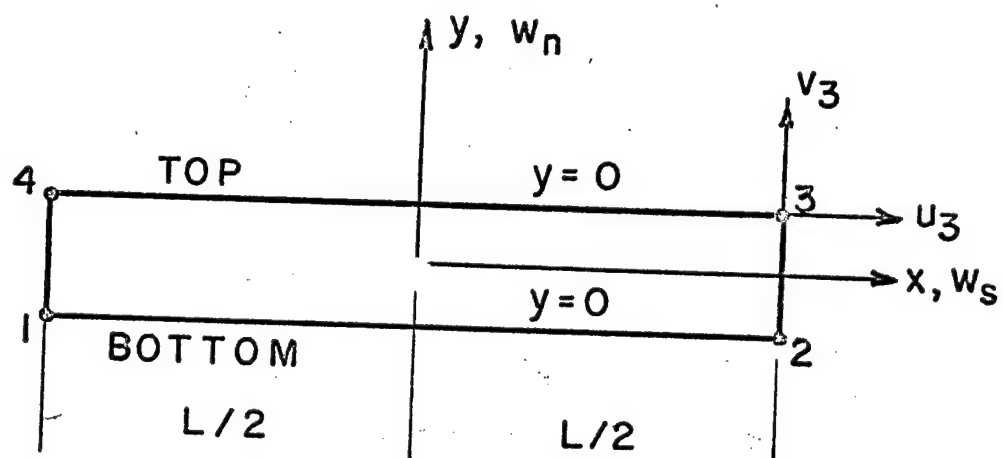 y, wn
v3
4
TOP
y = 0
3
u3
x, ws
1
BOTTOM
y = 0
2
L/2
L/2